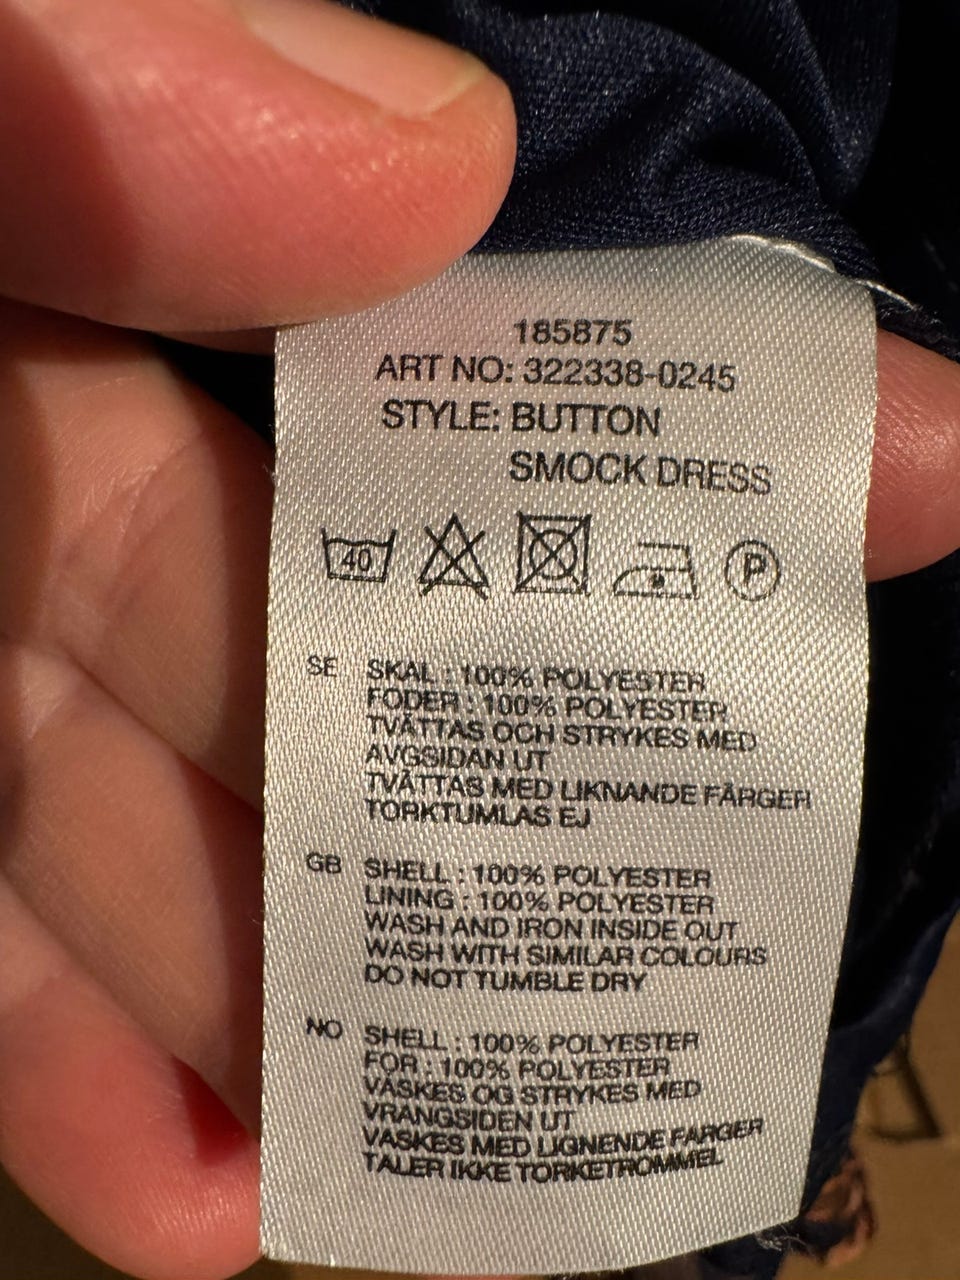 185875
ART NO: 322338-0245
STYLE: BUTTON
SMOCK DRESS
40 P
SE SKAL : 100% POLYESTER
FODER : 100% POLYESTER
TVÄTTAS OCH STRYKES MED
AVGSIDAN UT
TVÄTTAS MED LIKNANDE FÄRGER
TORKTUMLAS EJ
GB SHELL : 100% POLYESTER
LINING : 100% POLYESTER
WASH AND IRON INSIDE OUT
WASH WITH SIMILAR COLOURS
DO NOT TUMBLE DRY
NO SHELL : 100% POLYESTER
FOR : 100% POLYESTER
VASKES OG STRYKES MED
VRANGSIDEN UT
VASKES MED LIGNENDE FARGER
TALER IKKE TORKETROMMEL